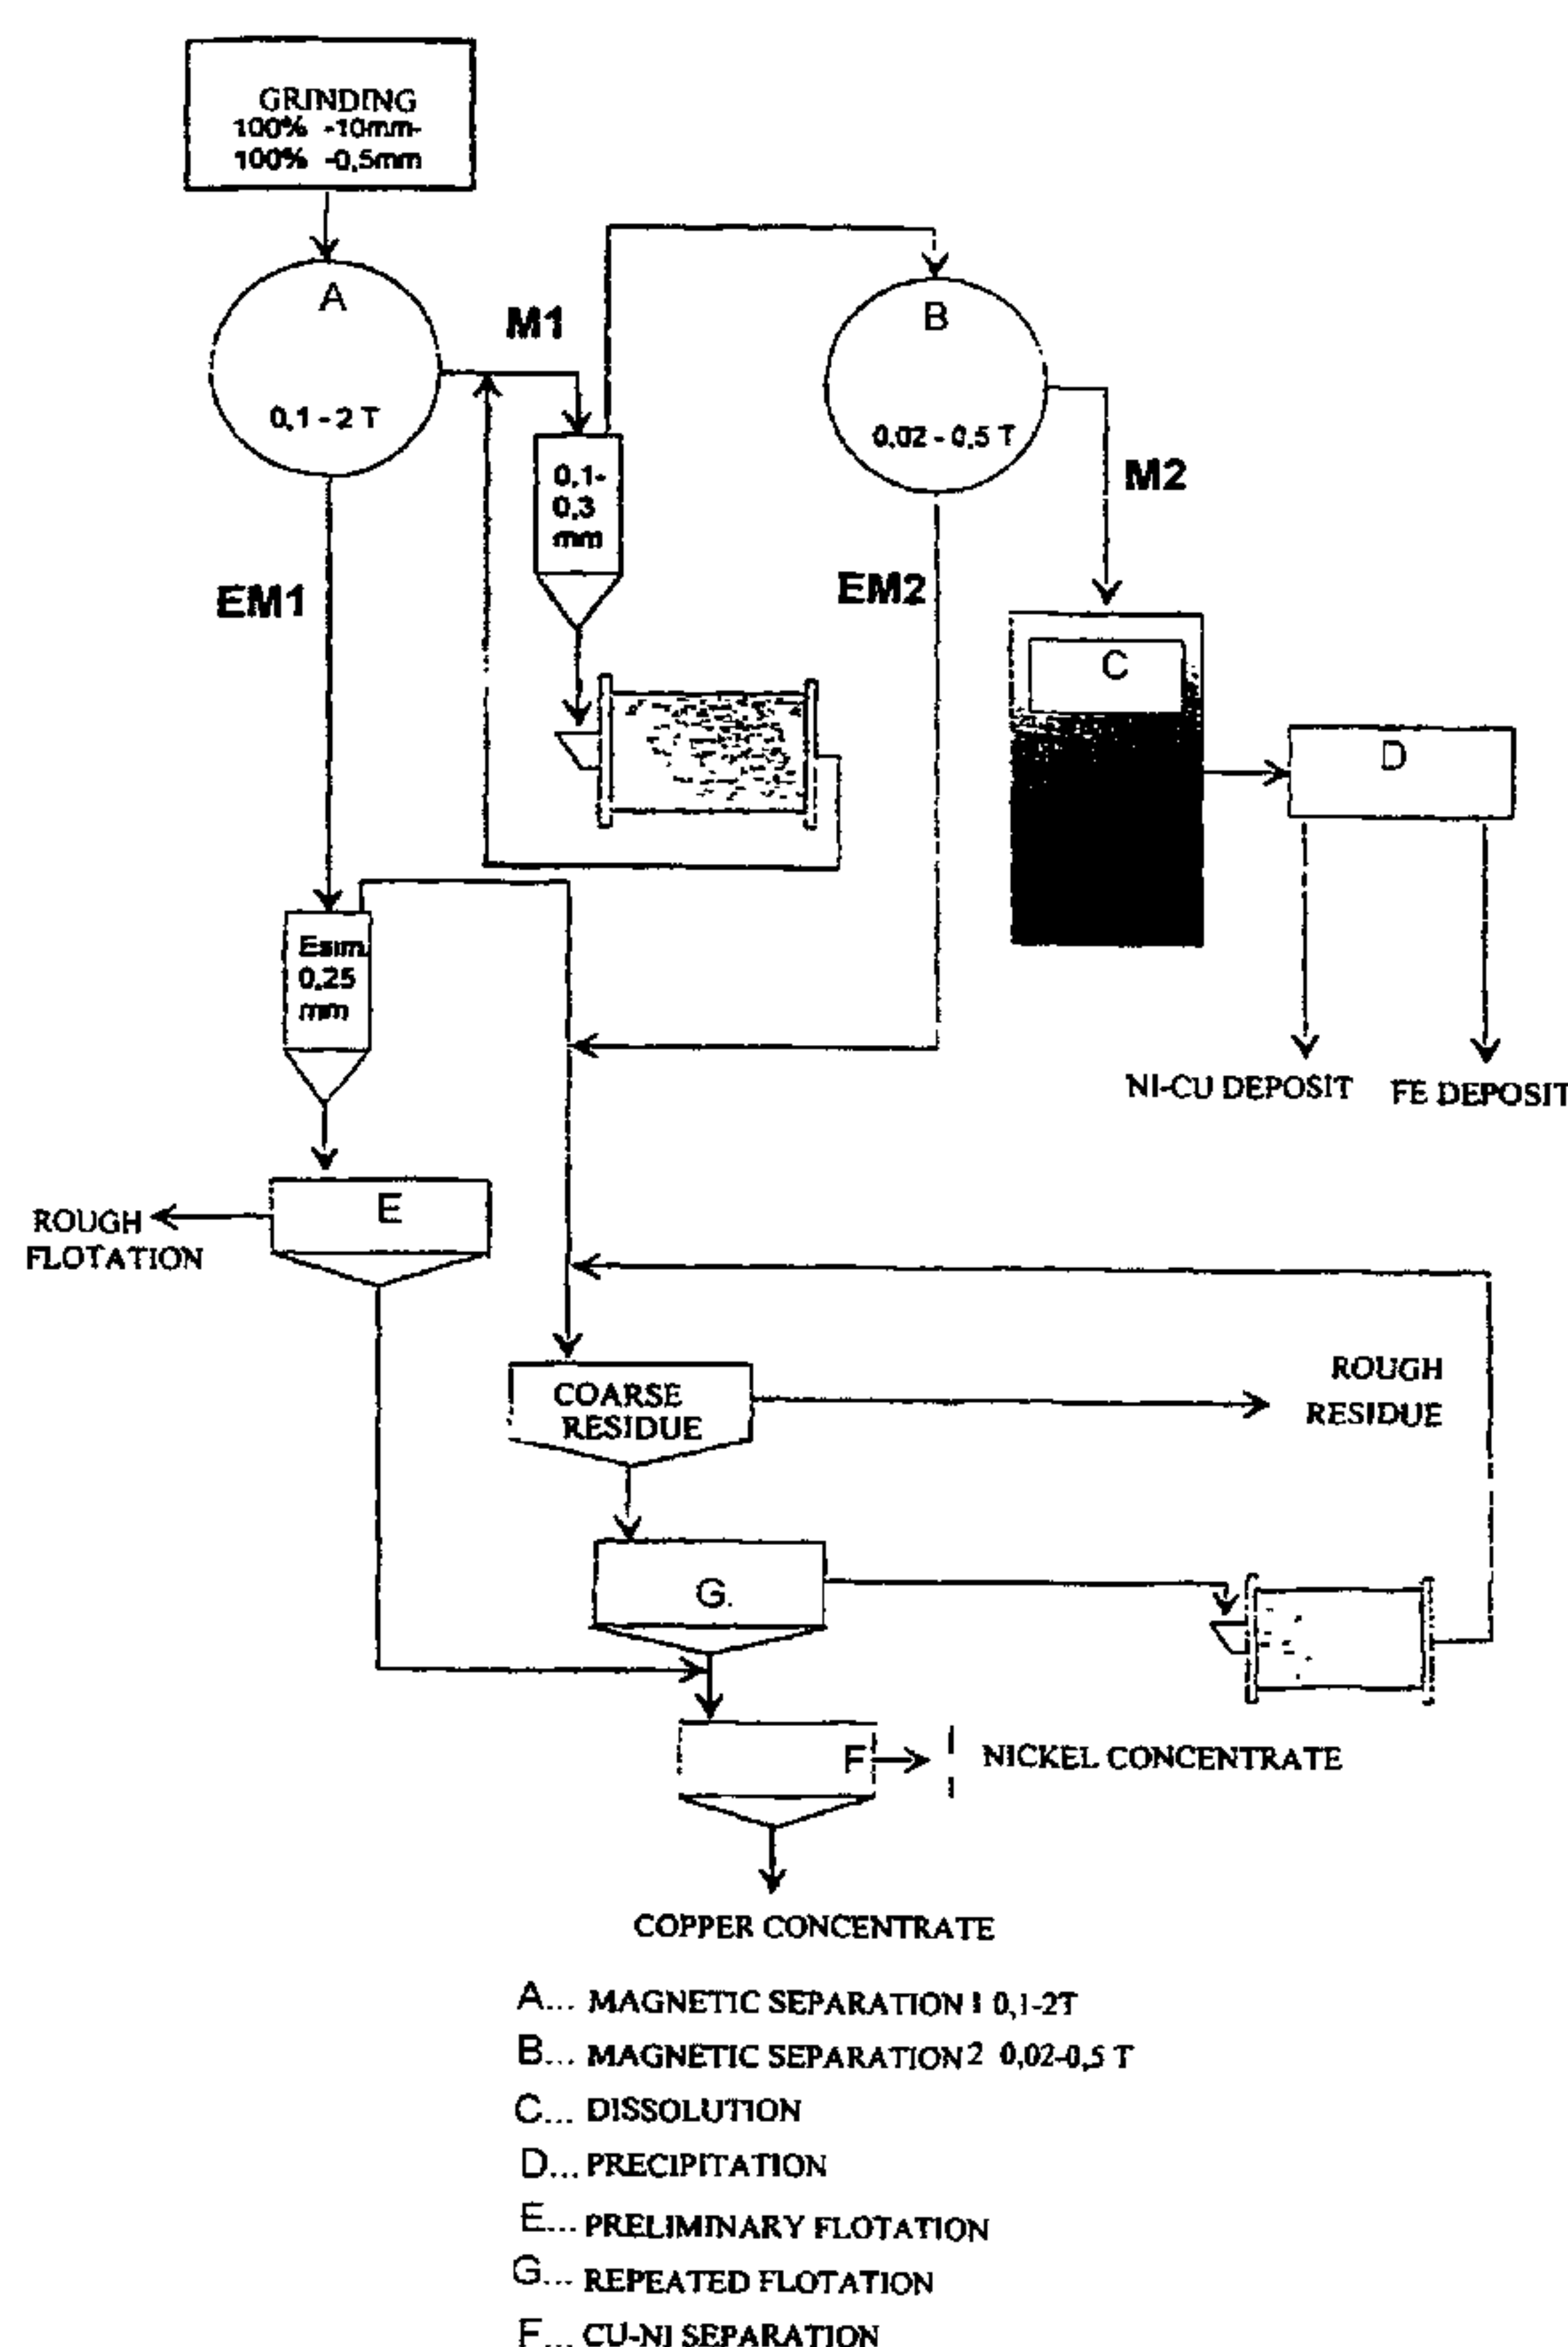 GRINDING
100% -10mm-
100% -0,5mm
A
0,1 - 2 T
M1
B
0,02 - 0,5 T
0,1-
0,3
mm
M2
EM1
EM2
C
D
Esim.
0,25
mm
NI-CU DEPOSIT
FE DEPOSIT
E
ROUGH
FLOTATION
COARSE
RESIDUE
ROUGH
RESIDUE
G.
F
NICKEL CONCENTRATE
COPPER CONCENTRATE
A... MAGNETIC SEPARATION 1 0,1-2T
B... MAGNETIC SEPARATION 2 0,02-0,5 T
C... DISSOLUTION
D... PRECIPITATION
E... PRELIMINARY FLOTATION
G... REPEATED FLOTATION
F... CU-NI SEPARATION